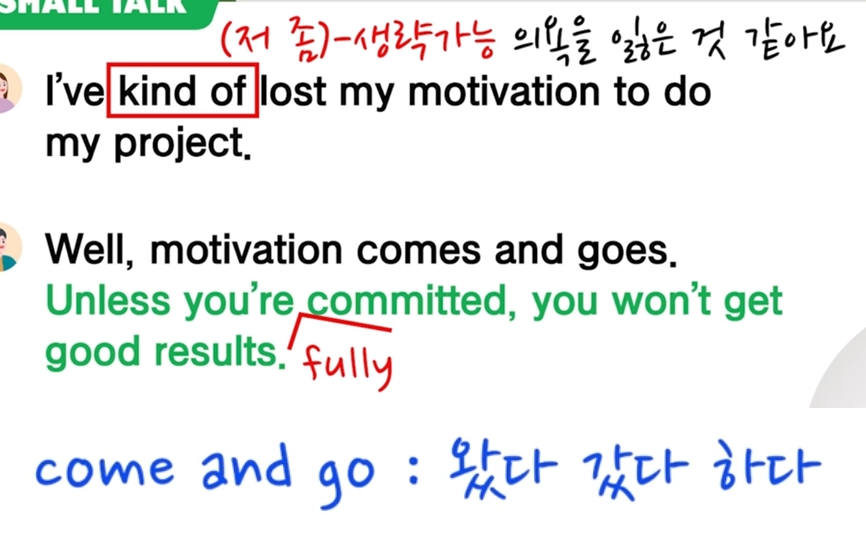 SMALL TALK
(저 좀)-생략가능 의욕을 잃은 것 같아요
I've kind of lost my motivation to do
my project.
Well, motivation comes and goes.
Unless you're committed, you won't get
good results.
fully
come and go : 왔다 갔다 하다